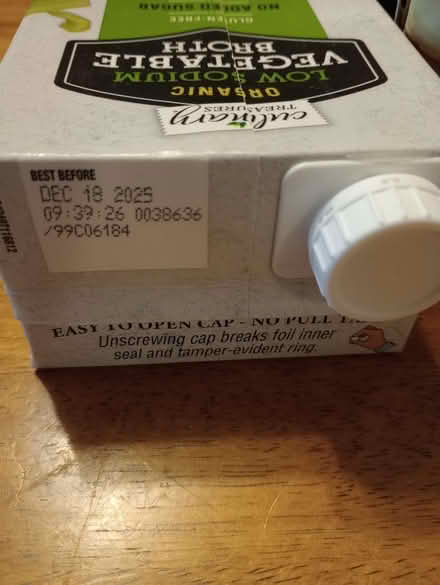 NO ADDED SUGAR
GLUTEN-FREE
BROTH
VEGETABLE
LOW SODIUM
ORGANIC
TREASURES
culinary
BEST BEFORE
DEC 18 2025
09:39:26 0038636
/99C06184
EASY TO OPEN CAP - NO PULL
Unscrewing cap breaks foil inner
seal and tamper-evident ring.